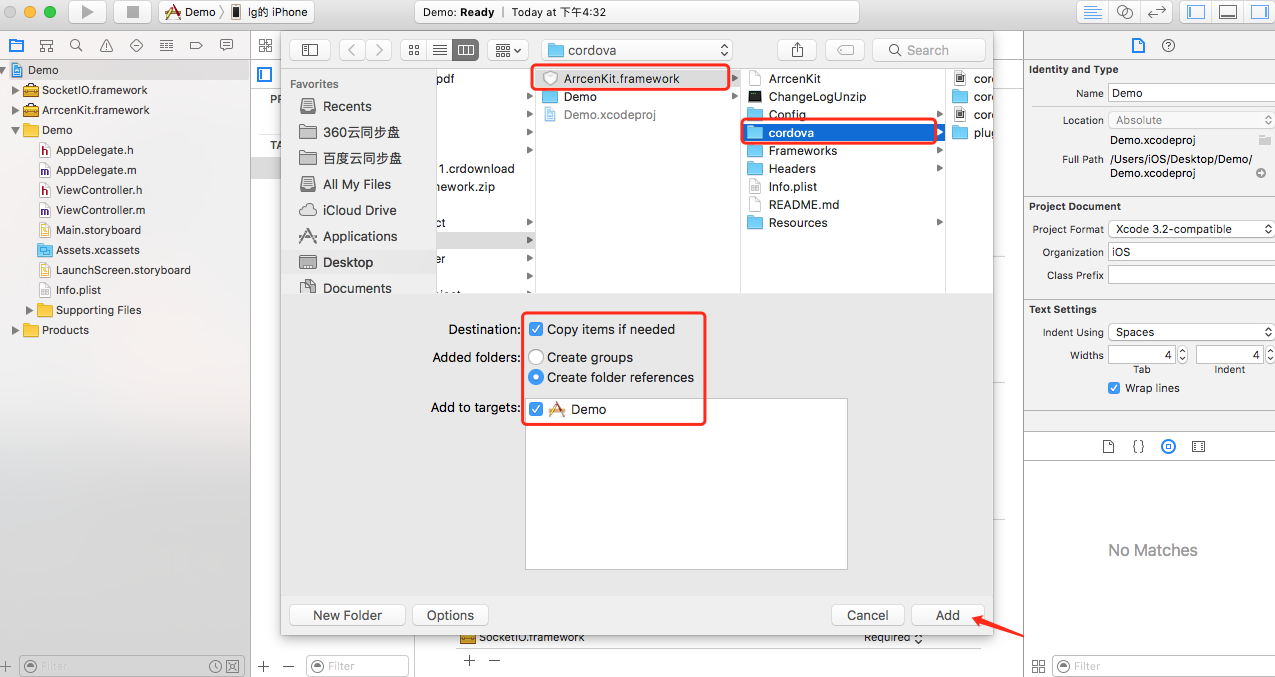 Demo
lg的 iPhone
Demo: Ready | Today at 下午4:32
Demo
SocketIO.framework
ArrcenKit.framework
Demo
AppDelegate.h
AppDelegate.m
ViewController.h
ViewController.m
Main.storyboard
Assets.xcassets
LaunchScreen.storyboard
Info.plist
Supporting Files
Products
Filter
PR
TA
cordova
Search
Favorites
Recents
360云同步盘
百度云同步盘
All My Files
iCloud Drive
Applications
Desktop
Documents
pdf
1.crdownload
nework.zip
ct
er
ArrcenKit.framework
Demo
Demo.xcodeproj
ArrcenKit
ChangeLogUnzip
Config
cordova
Frameworks
Headers
Info.plist
README.md
Resources
cor
cor
cor
plug
Destination:
Copy items if needed
Added folders:
Create groups
Create folder references
Add to targets:
Demo
New Folder
Options
Cancel
Add
SocketIO.framework
Required
Filter
Identity and Type
Name
Demo
Location
Absolute
Demo.xcodeproj
Full Path
/Users/iOS/Desktop/Demo/
Demo.xcodeproj
Project Document
Project Format
Xcode 3.2-compatible
Organization
iOS
Class Prefix
Text Settings
Indent Using
Spaces
Widths
4
4
Tab
Indent
Wrap lines
{ }
No Matches
Filter